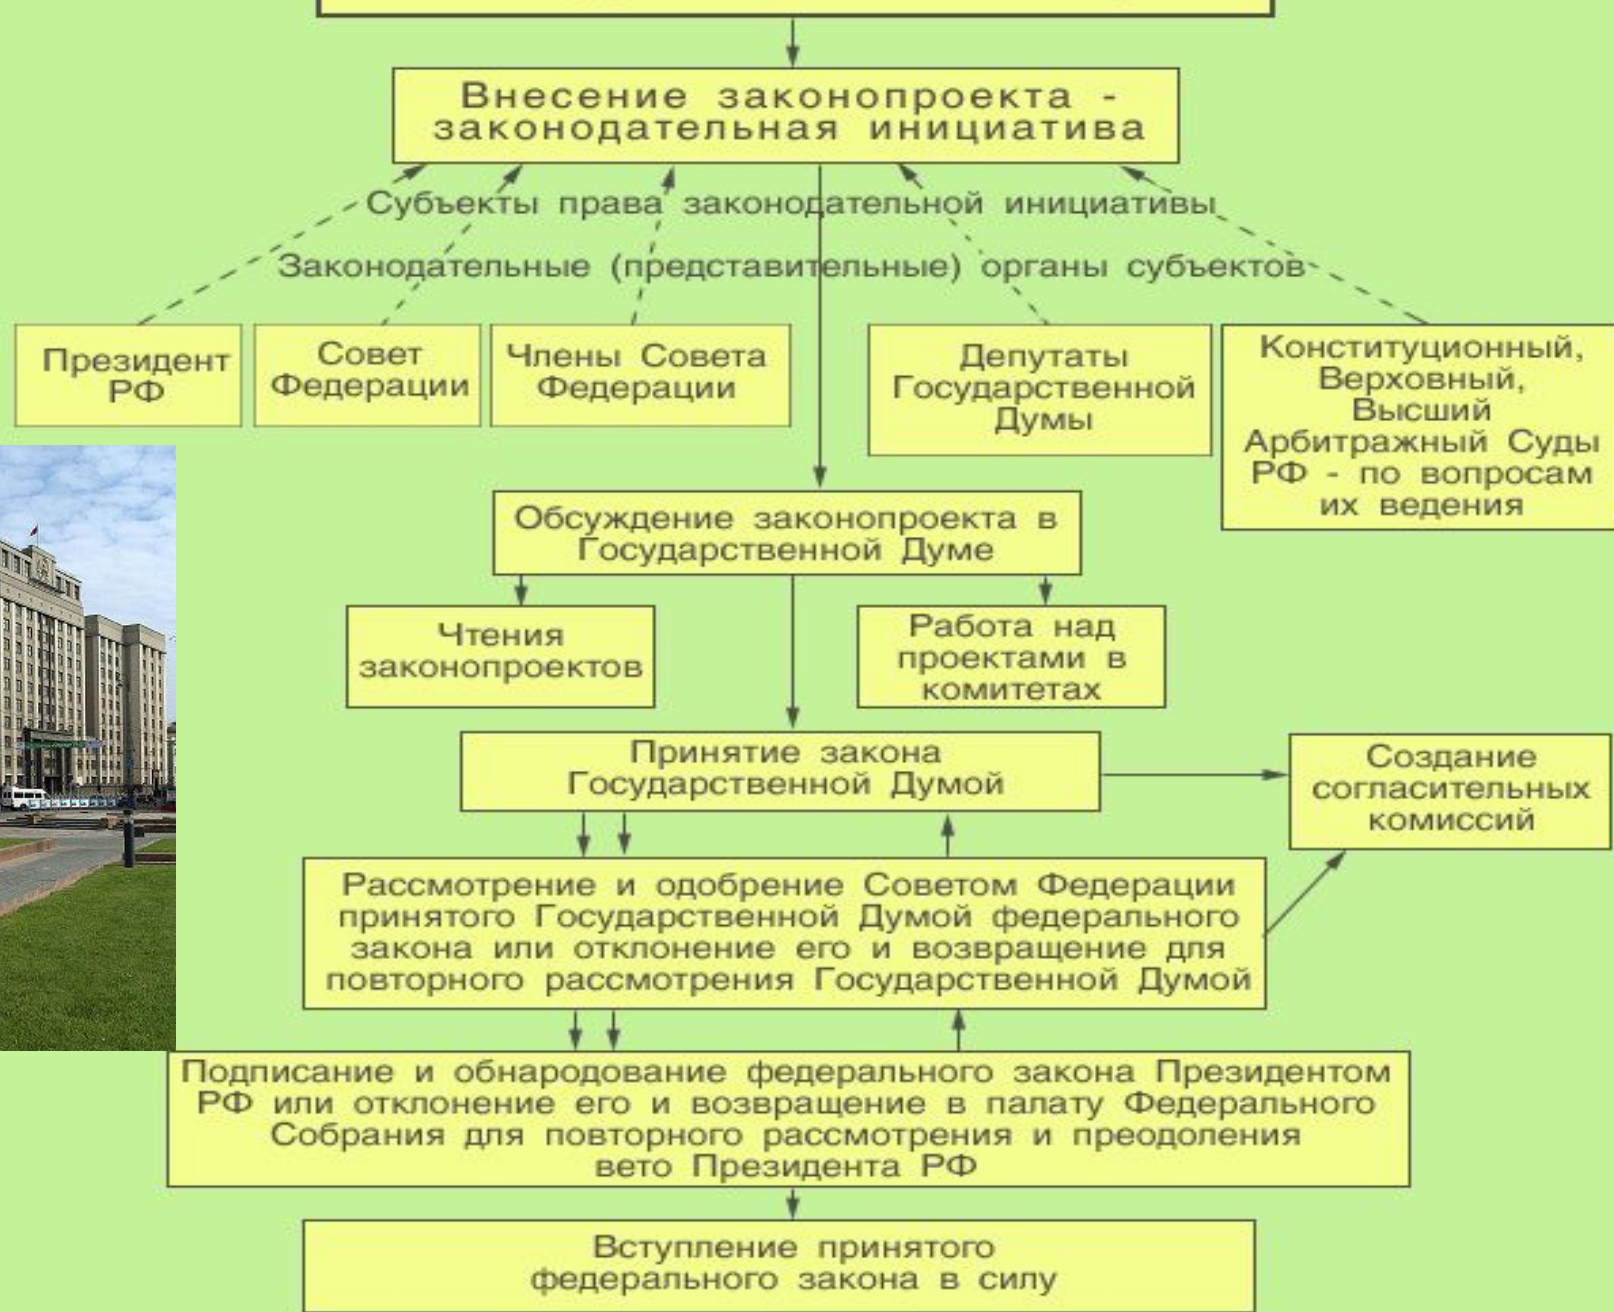 Внесение законопроекта -
законодательная инициатива
Субъекты права законодательной инициативы
Законодательные (представительные) органы субъектов
Президент
РФ
Совет
Федерации
Члены Совета
Федерации
Депутаты
Государственной
Думы
Конституционный,
Верховный,
Высший
Арбитражный Суды
РФ - по вопросам
их ведения
Обсуждение законопроекта в
Государственной Думе
Чтения
законопроектов
Работа над
проектами в
комитетах
Принятие закона
Государственной Думой
Создание
согласительных
комиссий
Рассмотрение и одобрение Советом Федерации
принятого Государственной Думой федерального
закона или отклонение его и возвращение для
повторного рассмотрения Государственной Думой
Подписание и обнародование федерального закона Президентом
РФ или отклонение его и возвращение в палату Федерального
Собрания для повторного рассмотрения и преодоления
вето Президента РФ
Вступление принятого
федерального закона в силу